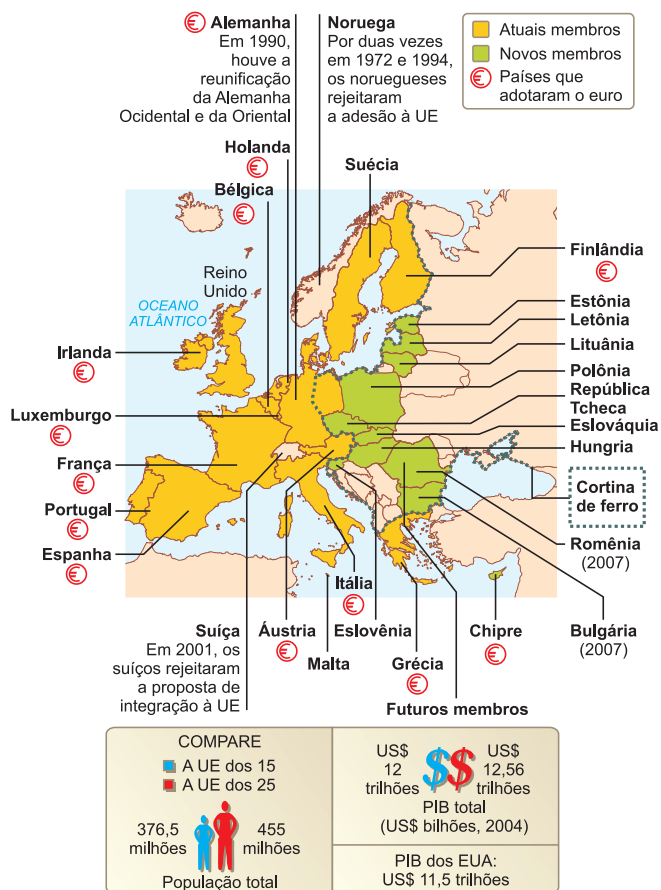 Alemanha
Em 1990,
houve a
reunificação
da Alemanha
Ocidental e da Oriental
Noruega
Por duas vezes
em 1972 e 1994,
os noruegueses
rejeitaram
a adesão à UE
Atuais membros
Novos membros
Países que
adotaram o euro
Holanda
Bélgica
Suécia
Reino
Unido
OCEANO
ATLÂNTICO
Irlanda
Luxemburgo
França
Portugal
Espanha
Finlândia
Estônia
Letônia
Lituânia
Polônia
República
Tcheca
Eslováquia
Hungria
Cortina
de ferro
Romênia
(2007)
Bulgária
(2007)
Suíça
Em 2001, os
suíços rejeitaram
a proposta de
integração à UE
Áustria
Malta
Itália
Eslovênia
Grécia
Chipre
Futuros membros
COMPARE
A UE dos 15
A UE dos 25
376,5
milhões
455
milhões
População total
US$
12
trilhões
$$
US$
12,56
trilhões
PIB total
(US$ bilhões, 2004)
PIB dos EUA:
US$ 11,5 trilhões